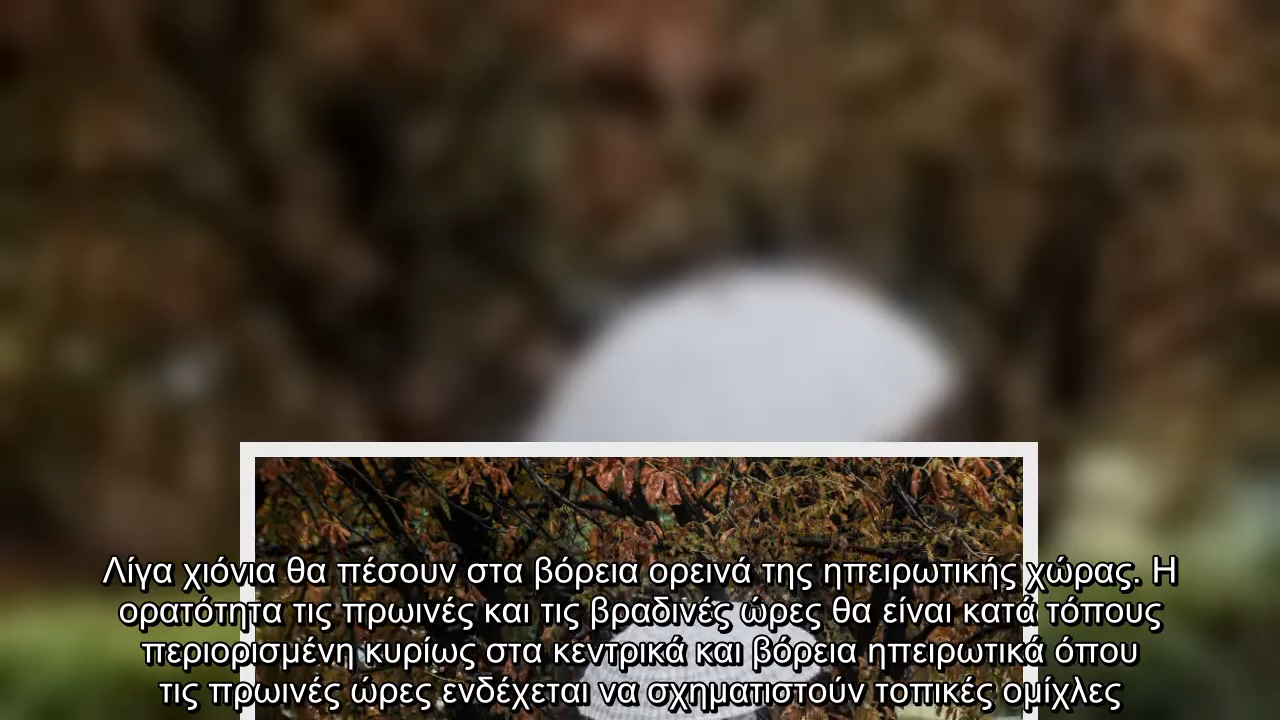 Λίγα χιόνια θα πέσουν στα βόρεια ορεινά της ηπειρωτικής χώρας. Η
ορατότητα τις πρωινές και τις βραδινές ώρες θα είναι κατά τόπους
περιορισμένη κυρίως στα κεντρικά και βόρεια ηπειρωτικά όπου
τις πρωινές ώρες ενδέχεται να σχηματιστούν τοπικές ομίχλες